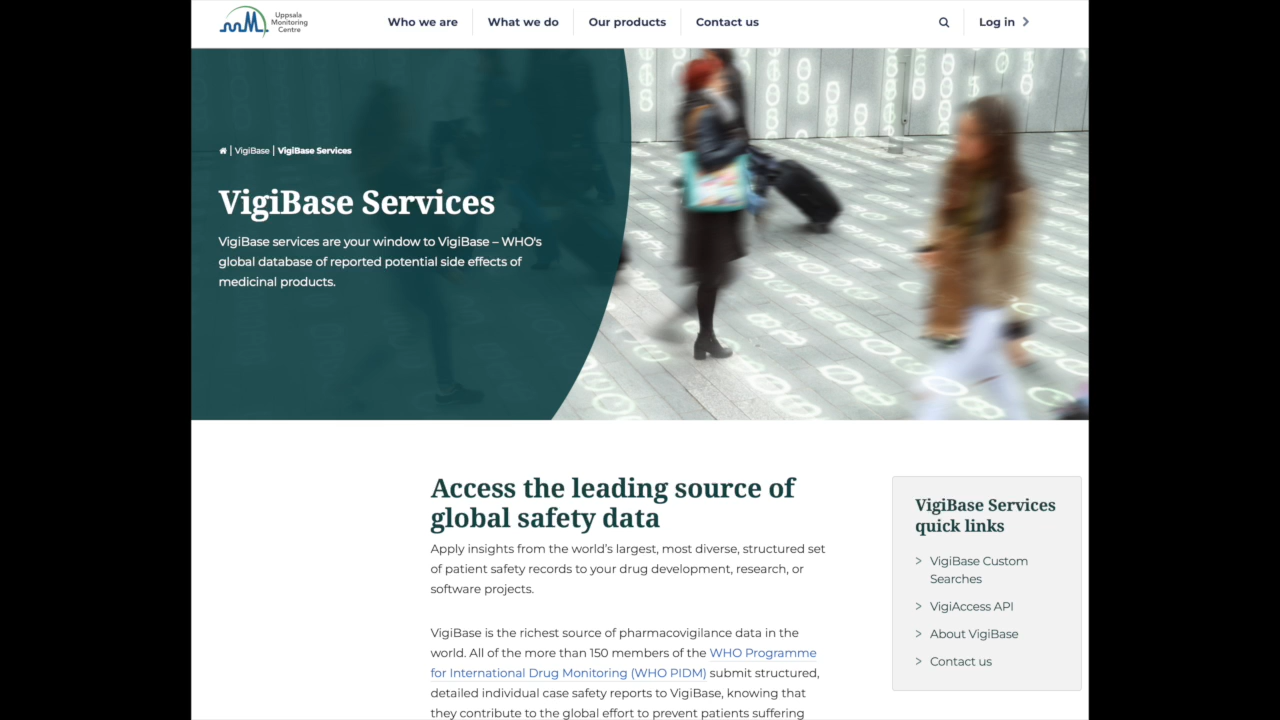 Uppsala
Monitoring
Centre
Who we are
What we do
Our products
Contact us
Log in
VigiBase
VigiBase Services
VigiBase Services
VigiBase services are your window to VigiBase – WHO's
global database of reported potential side effects of
medicinal products.
Access the leading source of
global safety data
Apply insights from the world's largest, most diverse, structured set
of patient safety records to your drug development, research, or
software projects.
VigiBase is the richest source of pharmacovigilance data in the
world. All of the more than 150 members of the WHO Programme
for International Drug Monitoring (WHO PIDM) submit structured,
detailed individual case safety reports to VigiBase, knowing that
they contribute to the global effort to prevent patients suffering
VigiBase Services
quick links
> VigiBase Custom
Searches
> VigiAccess API
> About VigiBase
> Contact us